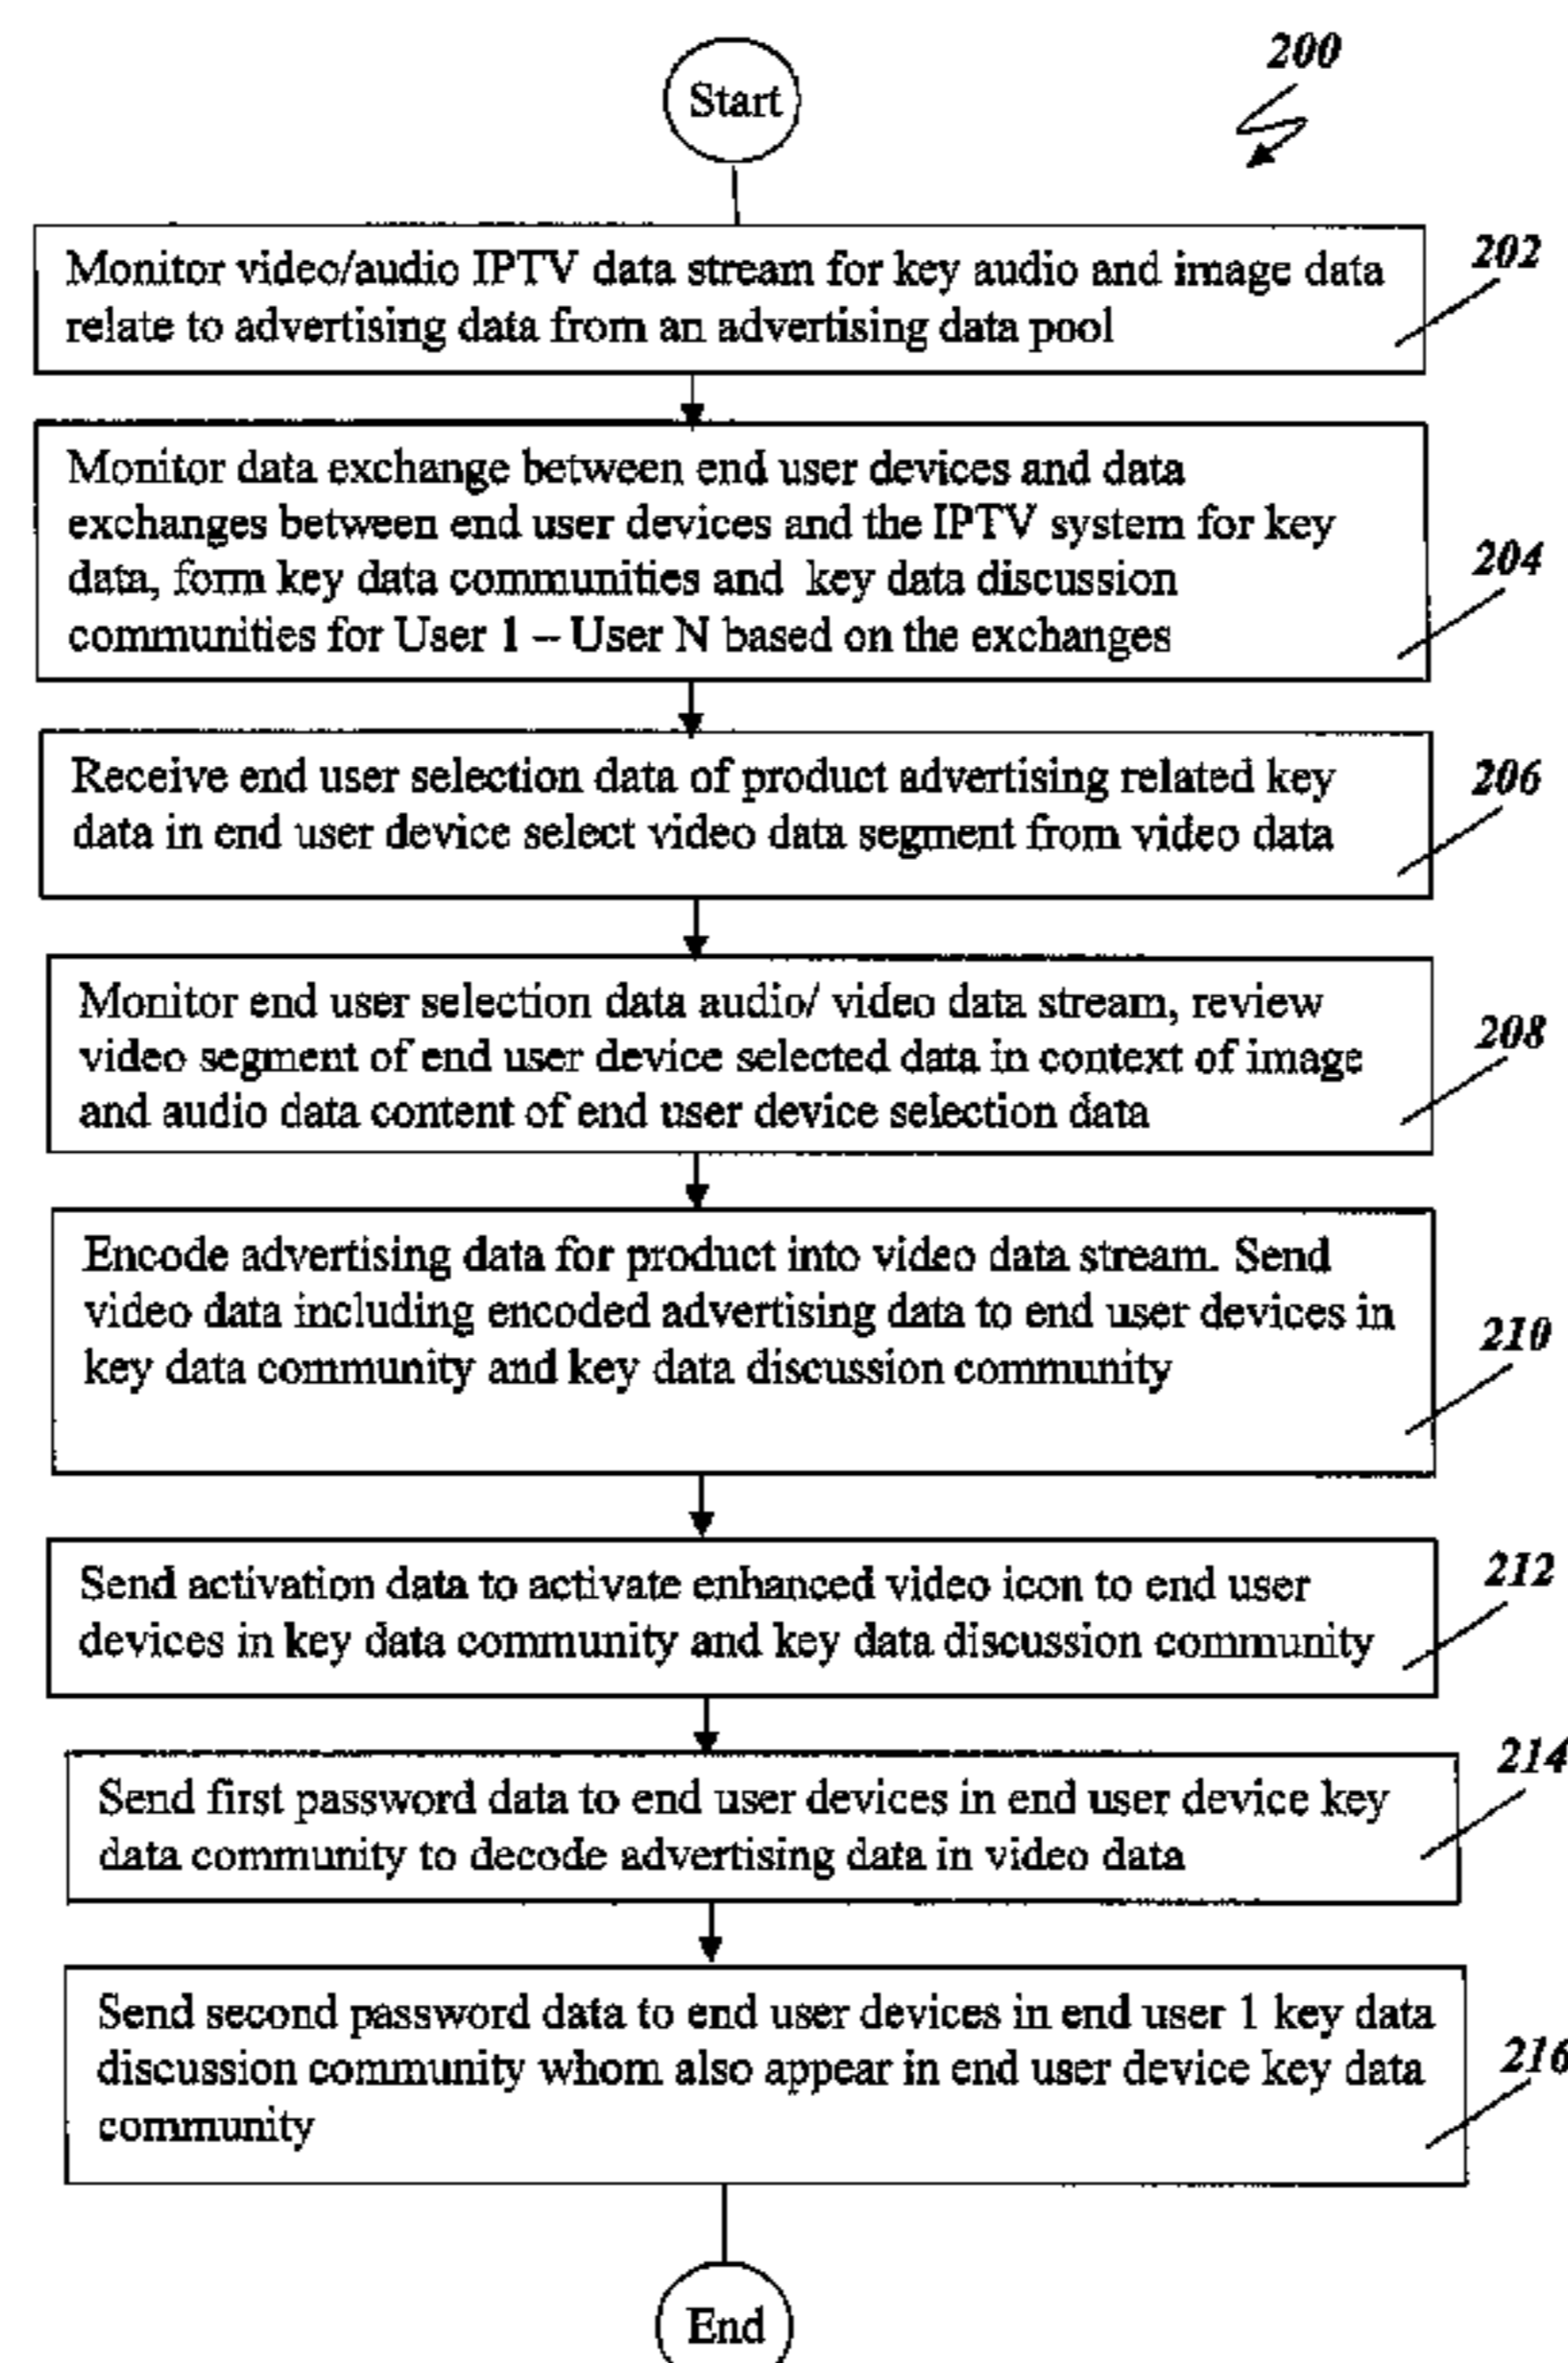 Start
200
Monitor video/audio IPTV data stream for key audio and image data
relate to advertising data from an advertising data pool
202
Monitor data exchange between end user devices and data
exchanges between end user devices and the IPTV system for key
data, form key data communities and key data discussion
communities for User 1 – User N based on the exchanges
204
Receive end user selection data of product advertising related key
data in end user device select video data segment from video data
206
Monitor end user selection data audio/ video data stream, review
video segment of end user device selected data in context of image
and audio data content of end user device selection data
208
Encode advertising data for product into video data stream. Send
video data including encoded advertising data to end user devices in
key data community and key data discussion community
210
Send activation data to activate enhanced video icon to end user
devices in key data community and key data discussion community
212
Send first password data to end user devices in end user device key
data community to decode advertising data in video data
214
Send second password data to end user devices in end user 1 key data
discussion community whom also appear in end user device key data
community
216
End